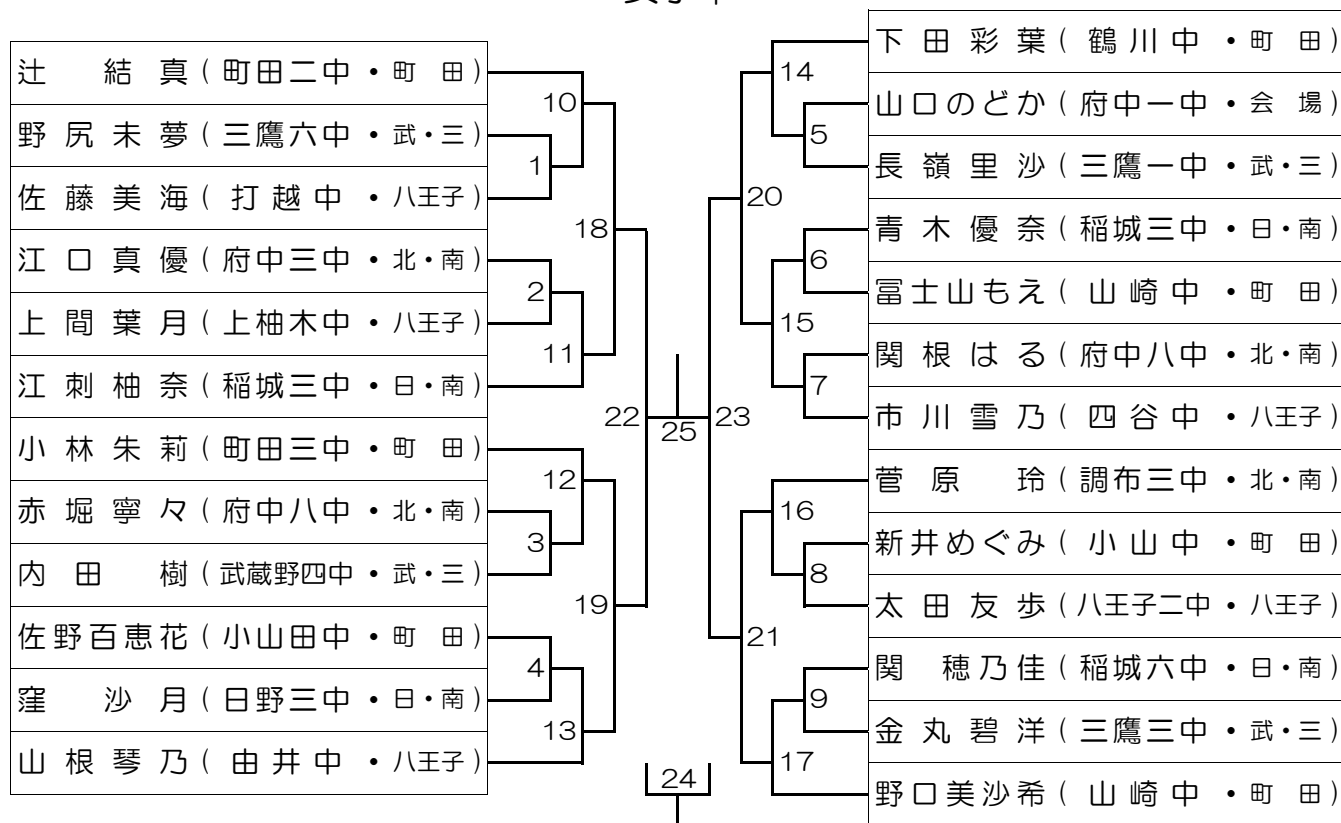 辻　結真（町田二中・町田）
野尻未夢（三鷹六中・武・三）
佐藤美海（打越中・八王子）
江口真優（府中三中・北・南）
上間葉月（上柚木中・八王子）
江刺柚奈（稲城三中・日・南）
小林朱莉（町田三中・町田）
赤堀寧々（府中八中・北・南）
内田　樹（武蔵野四中・武・三）
佐野百恵花（小山田中・町田）
窪　沙月（日野三中・日・南）
山根琴乃（由井中・八王子）
10
1
18
2
11
22
12
3
19
4
13
25
24
23
14
5
20
6
15
7
16
8
21
9
17
下田彩葉（鶴川中・町田）
山口のどか（府中一中・会場）
長嶺里沙（三鷹一中・武・三）
青木優奈（稲城三中・日・南）
冨士山もえ（山崎中・町田）
関根はる（府中八中・北・南）
市川雪乃（四谷中・八王子）
菅原　玲（調布三中・北・南）
新井めぐみ（小山中・町田）
太田友歩（八王子二中・八王子）
関　穂乃佳（稲城六中・日・南）
金丸碧洋（三鷹三中・武・三）
野口美沙希（山崎中・町田）